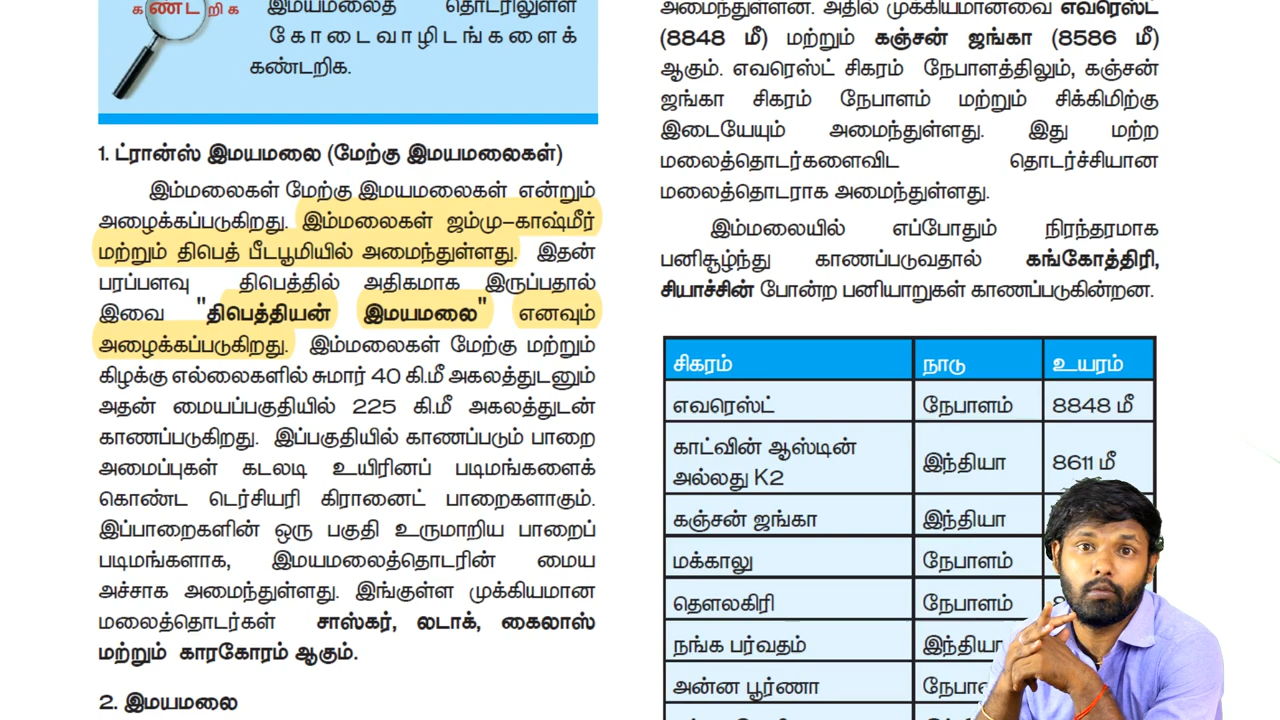 கண்டறிக
இமயமலைத் தொடரிலுள்ள
கோடைவாழிடங்களைக்
கண்டறிக.
1. ட்ரான்ஸ் இமயமலை (மேற்கு இமயமலைகள்)
இம்மலைகள் மேற்கு இமயமலைகள் என்றும்
அழைக்கப்படுகிறது. இம்மலைகள் ஜம்மு–காஷ்மீர்
மற்றும் திபெத் பீடபூமியில் அமைந்துள்ளது. இதன்
பரப்பளவு திபெத்தில் அதிகமாக இருப்பதால்
இவை "திபெத்தியன் இமயமலை" எனவும்
அழைக்கப்படுகிறது. இம்மலைகள் மேற்கு மற்றும்
கிழக்கு எல்லைகளில் சுமார் 40 கி.மீ அகலத்துடனும்
அதன் மையப்பகுதியில் 225 கி.மீ அகலத்துடன்
காணப்படுகிறது. இப்பகுதியில் காணப்படும் பாறை
அமைப்புகள் கடலடி உயிரினப் படிமங்களைக்
கொண்ட டெர்சியரி கிரானைட் பாறைகளாகும்.
இப்பாறைகளின் ஒரு பகுதி உருமாறிய பாறைப்
படிமங்களாக, இமயமலைத்தொடரின் மைய
அச்சாக அமைந்துள்ளது. இங்குள்ள முக்கியமான
மலைத்தொடர்கள் சாஸ்கர், லடாக், கைலாஸ்
மற்றும் காரகோரம் ஆகும்.
2. இமயமலை
அமைந்துள்ளன. அதில் முக்கியமானவை எவரெஸ்ட்
(8848 மீ) மற்றும் கஞ்சன் ஜங்கா (8586 மீ)
ஆகும். எவரெஸ்ட் சிகரம் நேபாளத்திலும், கஞ்சன்
ஜங்கா சிகரம் நேபாளம் மற்றும் சிக்கிமிற்கு
இடையேயும் அமைந்துள்ளது. இது மற்ற
மலைத்தொடர்களைவிட தொடர்ச்சியான
மலைத்தொடராக அமைந்துள்ளது.
இம்மலையில் எப்போதும் நிரந்தரமாக
பனிசூழ்ந்து காணப்படுவதால் கங்கோத்திரி,
சியாச்சின் போன்ற பனியாறுகள் காணப்படுகின்றன.
சிகரம் நாடு உயரம்
எவரெஸ்ட் நேபாளம் 8848 மீ
காட்வின் ஆஸ்டின்
அல்லது K2 இந்தியா 8611 மீ
கஞ்சன் ஜங்கா இந்தியா
மக்காலு நேபாளம்
தௌலகிரி நேபாளம்
நங்க பர்வதம்
அன்ன பூர்ணா